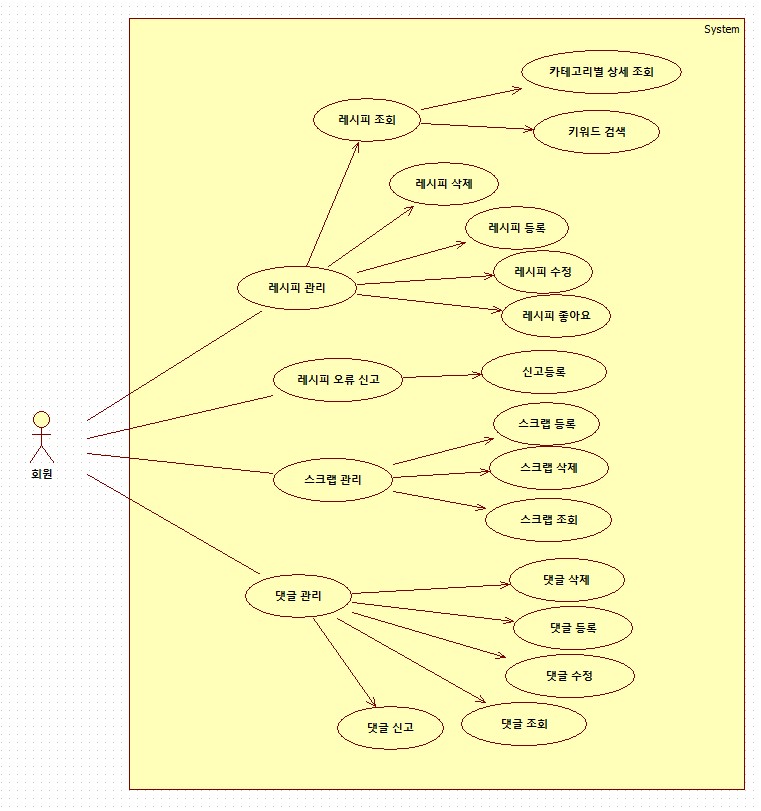 System
카테고리별 상세 조회
레시피 조회
키워드 검색
레시피 삭제
레시피 등록
레시피 수정
레시피 관리
레시피 좋아요
레시피 오류 신고
신고등록
스크랩 등록
회원
스크랩 관리
스크랩 삭제
스크랩 조회
댓글 삭제
댓글 관리
댓글 등록
댓글 수정
댓글 신고
댓글 조회